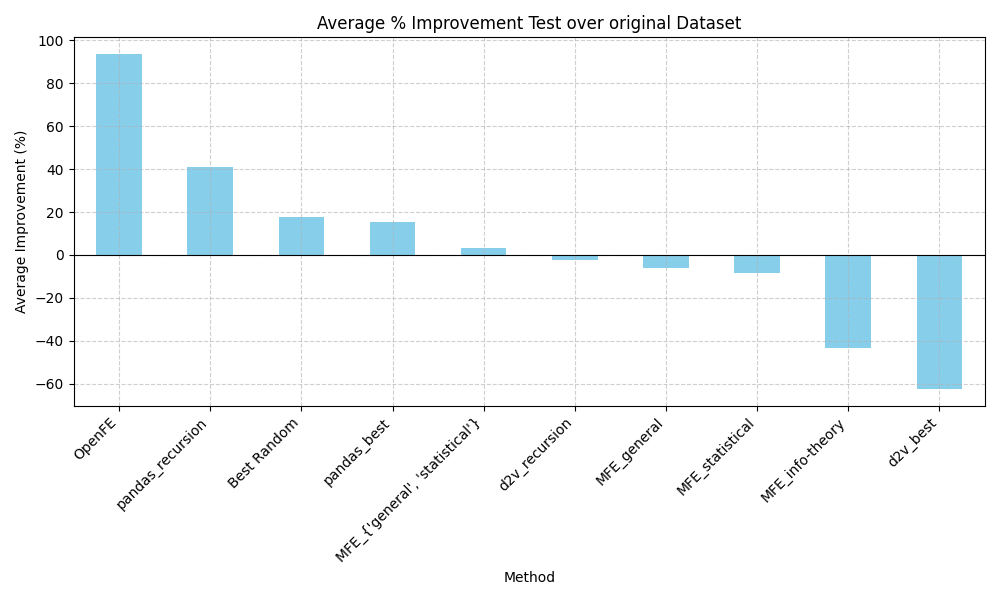 Average % Improvement Test over original Dataset
Average Improvement (%)
100
80
60
40
20
0
−20
−40
−60
OpenFE
pandas_recursion
Best Random
pandas_best
MFE_{'general', 'statistical'}
d2v_recursion
MFE_general
MFE_statistical
MFE_info-theory
d2v_best
Method